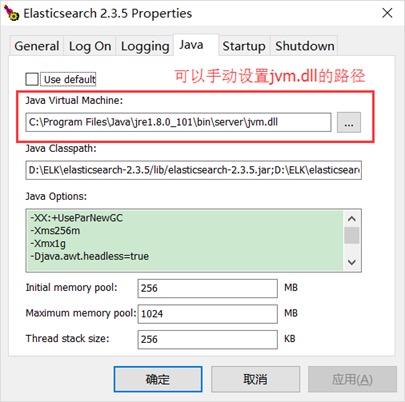 Elasticsearch 2.3.5 Properties
General Log On Logging Java Startup Shutdown
Use default
可以手动设置jvm.dll的路径
Java Virtual Machine:
C:\Program Files\Java\jre1.8.0_101\bin\server\jvm.dll
...
Java Classpath:
D:\ELK\elasticsearch-2.3.5/lib/elasticsearch-2.3.5.jar;D:\ELK\elasticsearc
Java Options:
-XX:+UseParNewGC
-Xms256m
-Xmx1g
-Djava.awt.headless=true
Initial memory pool: 256 MB
Maximum memory pool: 1024 MB
Thread stack size: 256 KB
确定 取消 应用(A)